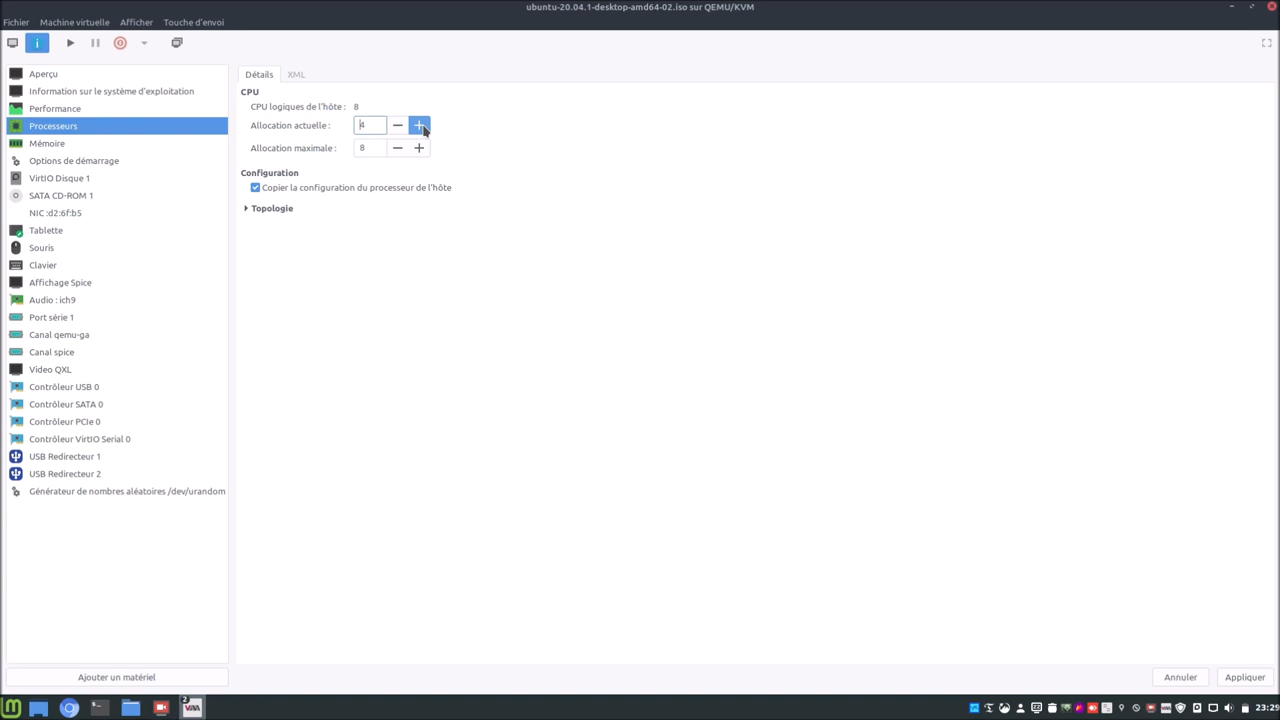 ubuntu-20.04.1-desktop-amd64-02.iso sur QEMU/KVM
Fichier Machine virtuelle Afficher Touche d'envoi
Aperçu
Information sur le système d'exploitation
Performance
Processeurs
Mémoire
Options de démarrage
VirtIO Disque 1
SATA CD-ROM 1
NIC :d2:6f:b5
Tablette
Souris
Clavier
Affichage Spice
Audio : ich9
Port série 1
Canal qemu-ga
Canal spice
Video QXL
Contrôleur USB 0
Contrôleur SATA 0
Contrôleur PCIe 0
Contrôleur VirtIO Serial 0
USB Redirecteur 1
USB Redirecteur 2
Générateur de nombres aléatoires /dev/urandom
Ajouter un matériel
Détails XML
CPU
CPU logiques de l'hôte : 8
Allocation actuelle : 4
Allocation maximale : 8
Configuration
Copier la configuration du processeur de l'hôte
Topologie
Annuler Appliquer
2
23:29